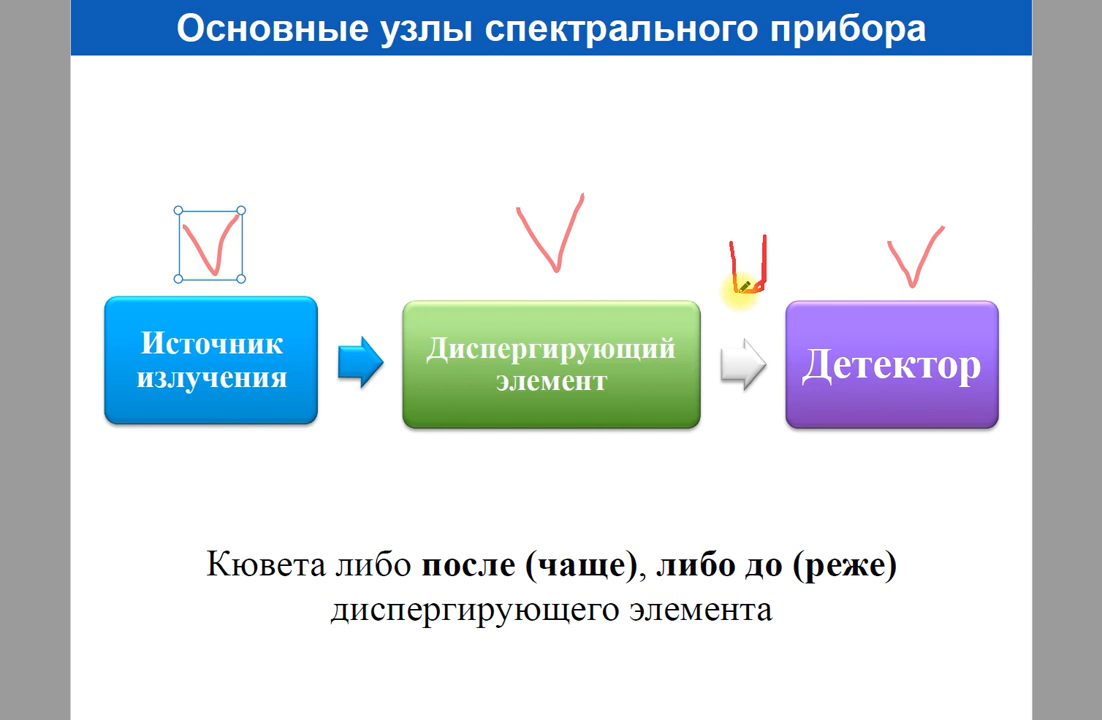 Основные узлы спектрального прибора
Источник
излучения
Диспергирующий
элемент
Детектор
Кювета либо после (чаще), либо до (реже)
диспергирующего элемента